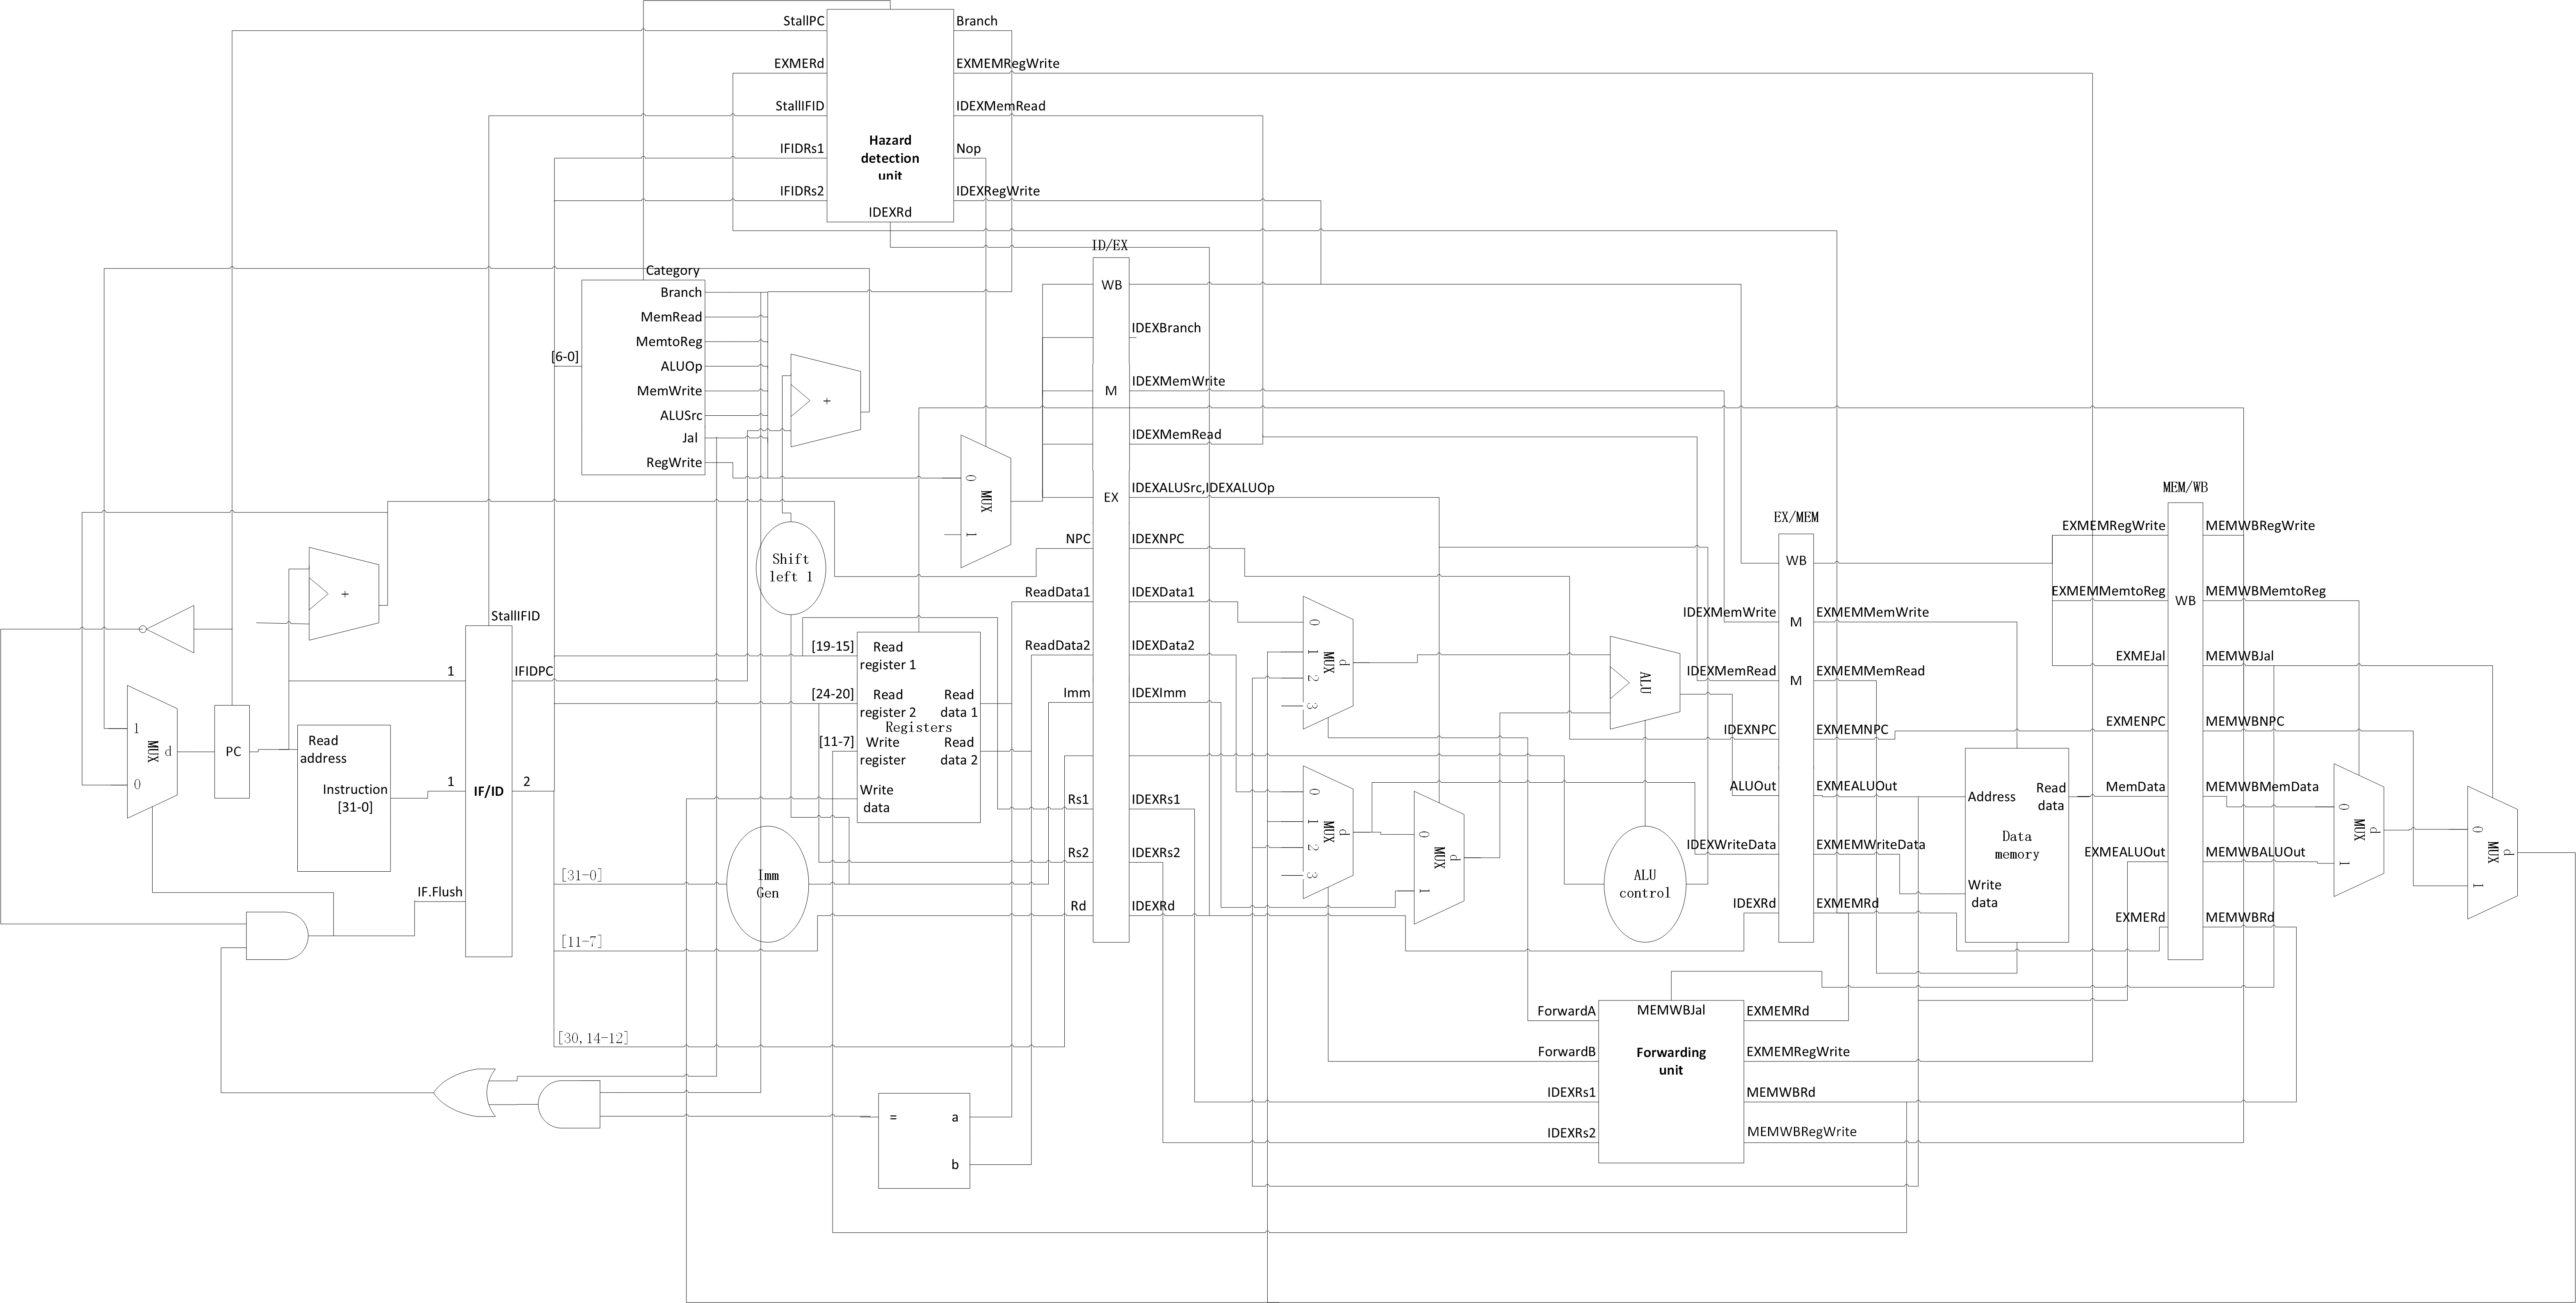 StallPC
Branch
EXMERd
EXMEMRegWrite
StallIFID
IDEXMemRead
Hazard
detection
unit
IFIDRs1
Nop
IFIDRs2
IDEXRegWrite
IDEXRd
ID/EX
Category
Branch
MemRead
MemtoReg
[6-0]
ALUOp
MemWrite
ALUSrc
Jal
RegWrite
+
0
MUX
1
WB
IDEXBranch
M
IDEXMemWrite
IDEXMemRead
EX
IDEXALUSrc,IDEXALUOp
NPC
IDEXNPC
ReadData1
IDEXData1
ReadData2
IDEXData2
Imm
IDEXImm
Rs1
IDEXRs1
Rs2
IDEXRs2
Rd
IDEXRd
Shift
left 1
+
StallIFID
1
IFIDPC
1
IF/ID
2
IF.Flush
1
MUX
d
0
PC
Read
address
Instruction
[31-0]
[19-15]
Read
register 1
[24-20]
Read
register 2
Read
data 1
Registers
[11-7]
Write
register
Read
data 2
Write
data
[31-0]
Imm
Gen
[11-7]
[30,14-12]
=
a
b
0
1
MUX
d
2
3
0
1
MUX
d
2
3
0
MUX
d
1
ALU
ALU
control
EX/MEM
WB
IDEXMemWrite
EXMEMMemWrite
M
IDEXMemRead
EXMEMMemRead
M
IDEXNPC
EXMEMNPC
ALUOut
EXMEALUOut
IDEXWriteData
EXMEMWriteData
IDEXRd
EXMEMRd
Address
Read
data
Data
memory
Write
data
MEM/WB
EXMEMRegWrite
MEMWBRegWrite
EXMEMMemtoReg
WB
MEMWBMemtoReg
EXMEJal
MEMWBJal
EXMENPC
MEMWBNPC
MemData
MEMWBMemData
EXMEALUOut
MEMWBALUOut
EXMERd
MEMWBRd
0
MUX
d
1
0
MUX
d
1
ForwardA
MEMWBJal
EXMEMRd
ForwardB
Forwarding
unit
EXMEMRegWrite
IDEXRs1
MEMWBRd
IDEXRs2
MEMWBRegWrite